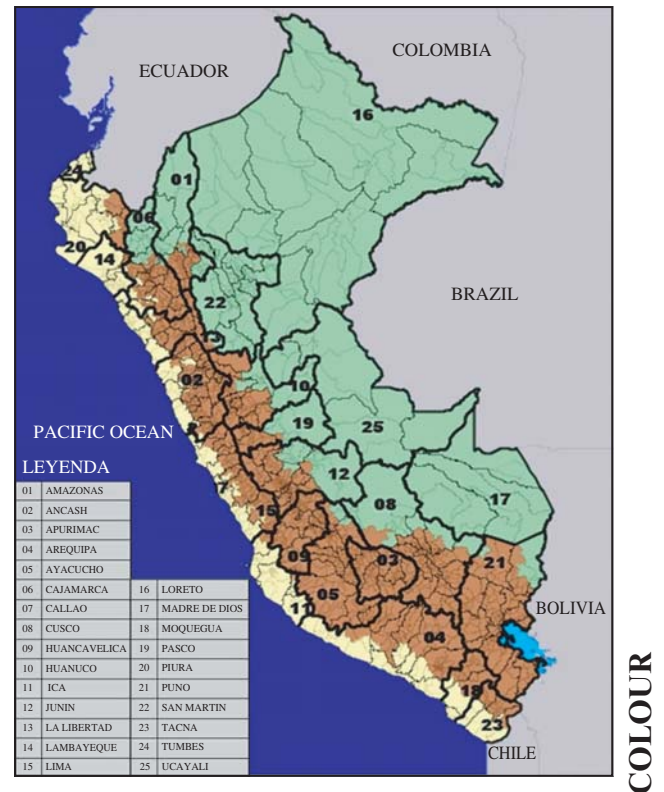 COLOMBIA
ECUADOR
16
01
24
06
20
14
BRAZIL
22
13
02
10
PACIFIC OCEAN
19
25
LEYENDA
12
17
08
07
15
01 AMAZONAS
02 ANCASH
03 APURIMAC
04 AREQUIPA
05 AYACUCHO
06 CAJAMARCA
07 CALLAO
08 CUSCO
09 HUANCAVELICA
10 HUANUCO
11 ICA
12 JUNIN
13 LA LIBERTAD
14 LAMBAYEQUE
15 LIMA
16 LORETO
17 MADRE DE DIOS
18 MOQUEGUA
19 PASCO
20 PIURA
21 PUNO
22 SAN MARTIN
23 TACNA
24 TUMBES
25 UCAYALI
09
03
21
05
11
BOLIVIA
04
18
23
CHILE
COLOUR